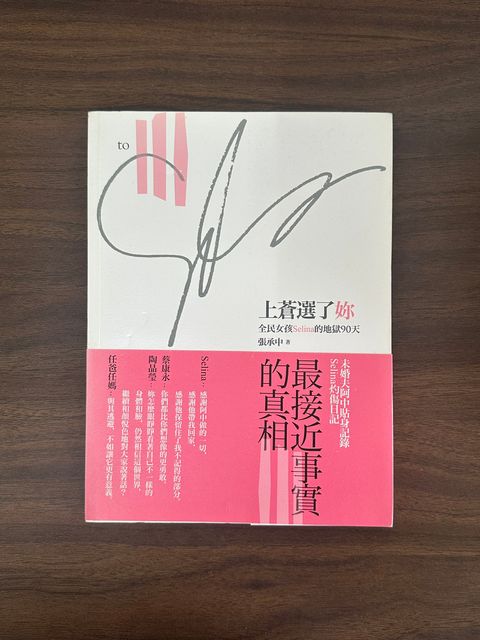 to
上蒼選了妳
全民女孩Selina的地獄90天
張承中 著
未婚夫阿中貼身記錄
Selina灼傷日記
最接近事實
的真相
Selina：感謝阿中做的一切，
感謝他保留住了我不記得的部分，
感謝他帶我回家。
蔡康永：你們都比你們想像的更勇敢。
陶晶瑩：妳怎麼眼睜睜看著自己不一樣的
身體和臉，仍然相信這個世界，
繼續和顏悅色地對大家說著話？
任爸任媽：與其逃避，不如讓它更有意義。